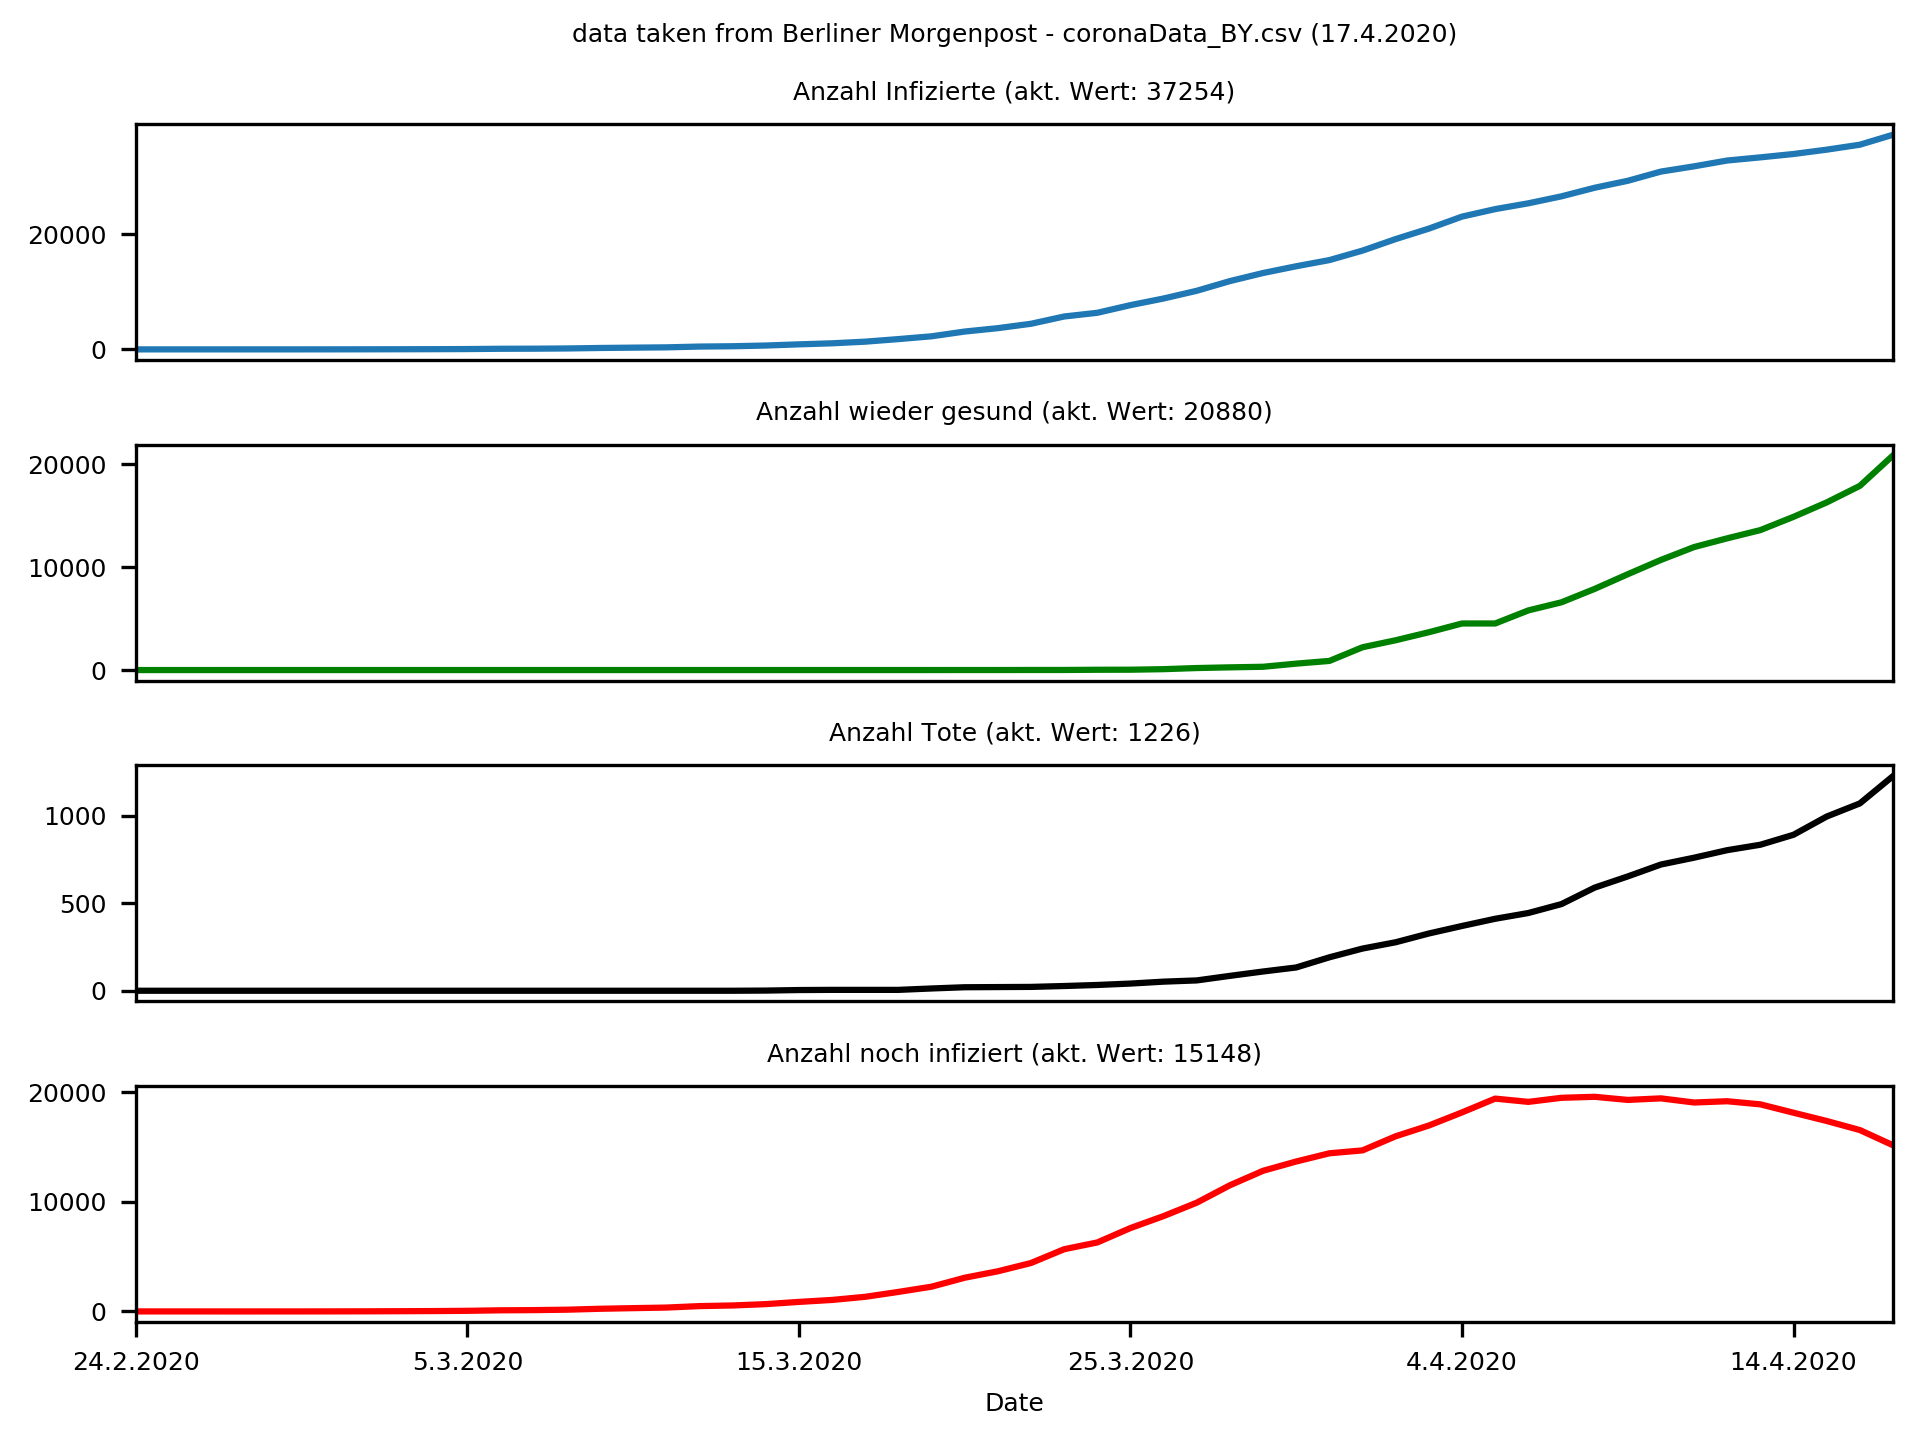 data taken from Berliner Morgenpost - coronaData_BY.csv (17.4.2020)
Anzahl Infizierte (akt. Wert: 37254)
20000
0
Anzahl wieder gesund (akt. Wert: 20880)
20000
10000
0
Anzahl Tote (akt. Wert: 1226)
1000
500
0
Anzahl noch infiziert (akt. Wert: 15148)
20000
10000
0
24.2.2020 5.3.2020 15.3.2020 25.3.2020 4.4.2020 14.4.2020
Date